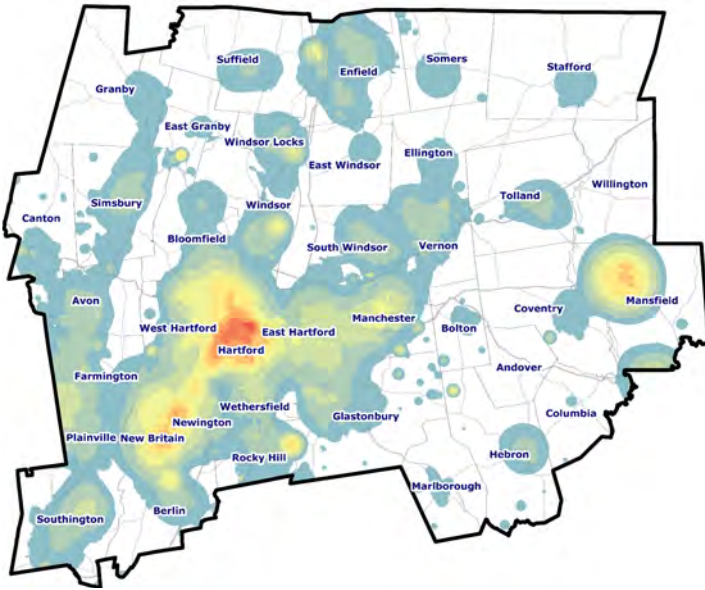 Suffield
Enfield
Somers
Stafford
Granby
East Granby
Windsor Locks
East Windsor
Ellington
Willington
Tolland
Simsbury
Canton
Windsor
Bloomfield
South Windsor
Vernon
Avon
Coventry
Mansfield
West Hartford
East Hartford
Manchester
Bolton
Hartford
Andover
Farmington
Wethersfield
Glastonbury
Columbia
Newington
Plainville
New Britain
Rocky Hill
Hebron
Marlborough
Southington
Berlin